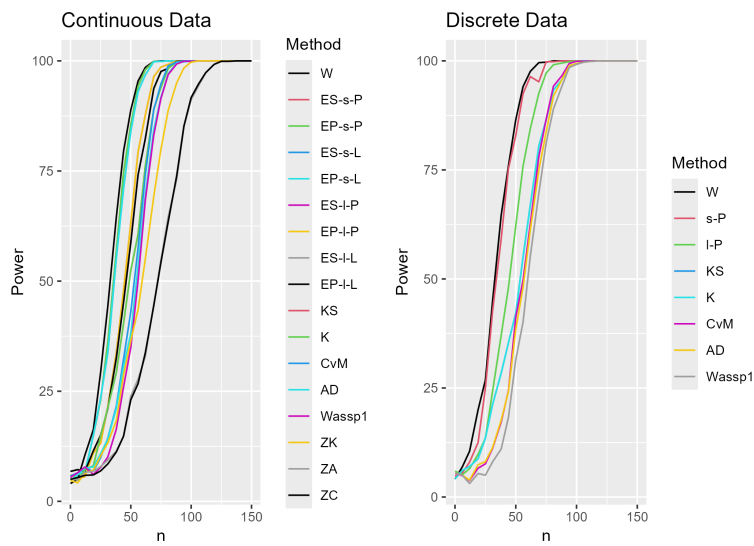 Continuous Data
100
75
50
25
0
Power
0 50 100 150
n
Method
W
ES-s-P
EP-s-P
ES-s-L
EP-s-L
ES-l-P
EP-l-P
ES-l-L
EP-l-L
KS
K
CvM
AD
Wassp1
ZK
ZA
ZC
Discrete Data
100
75
50
25
0
Power
0 50 100 150
n
Method
W
s-P
l-P
KS
K
CvM
AD
Wassp1